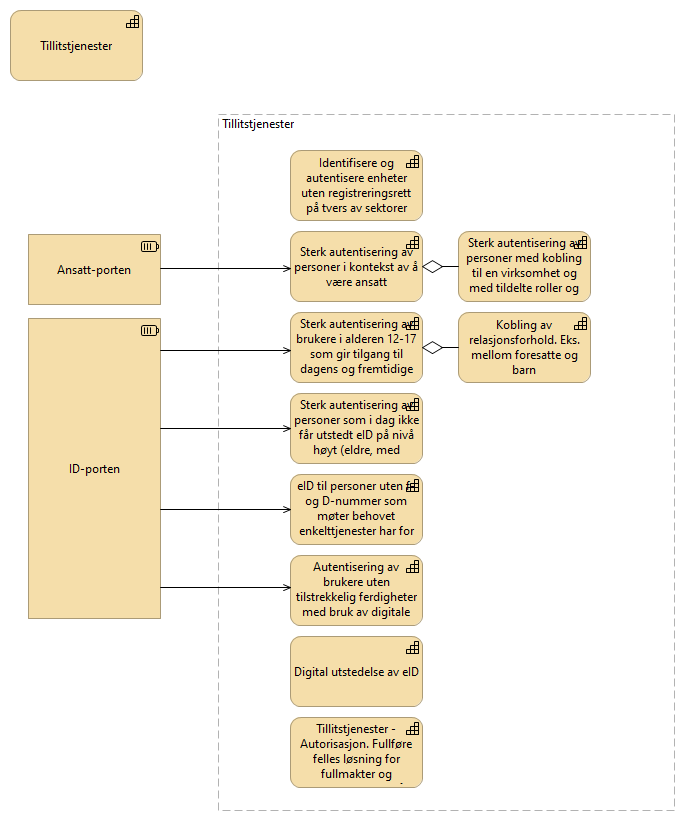 Tillitstjenester
Tillitstjenester
Identifisere og
autentisere enheter
uten registreringsrett
på tvers av sektorer
Ansatt-porten
Sterk autentisering av
personer i kontekst av å
være ansatt
Sterk autentisering av
personer med kobling
til en virksomhet og
med tildelte roller og
ID-porten
Sterk autentisering av
brukere i alderen 12-17
som gir tilgang til
dagens og fremtidige
Kobling av
relasjonsforhold. Eks.
mellom foresatte og
barn
Sterk autentisering av
personer som i dag ikke
får utstedt eID på nivå
høyt (eldre, med
eID til personer uten
og D-nummer som
møter behovet
enkelttjenester har for
Autentisering av
brukere uten
tilstrekkelig ferdigheter
med bruk av digitale
Digital utstedelse av eID
Tillitstjenester -
Autorisasjon. Fullføre
felles løsning for
fullmakter og